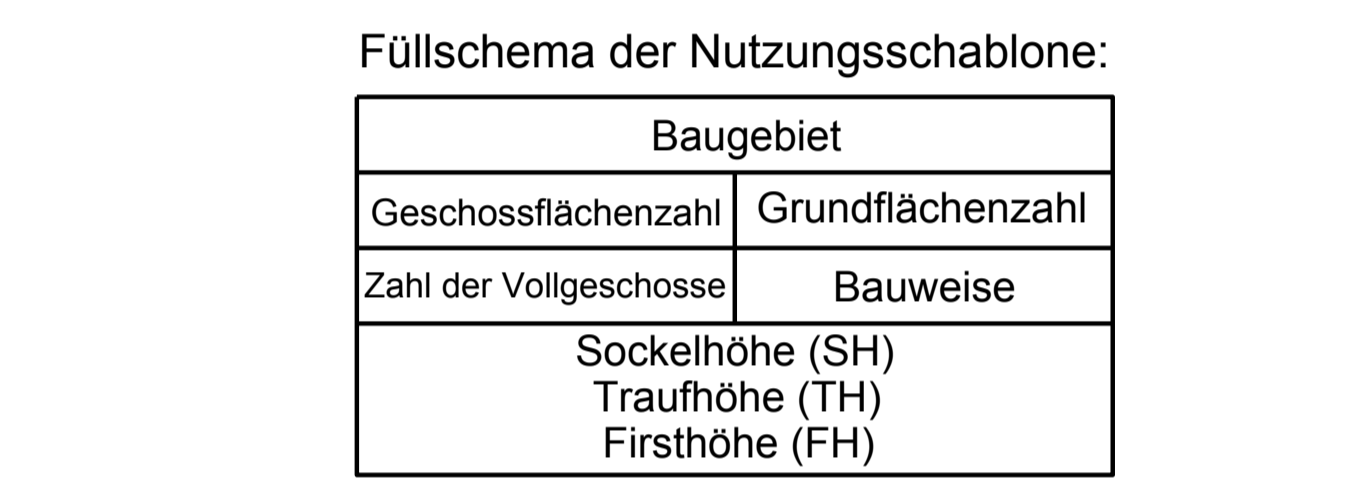 Füllschema der Nutzungsschablone:
Baugebiet
Geschossflächenzahl Grundflächenzahl
Zahl der Vollgeschosse Bauweise
Sockelhöhe (SH)
Traufhöhe (TH)
Firsthöhe (FH)